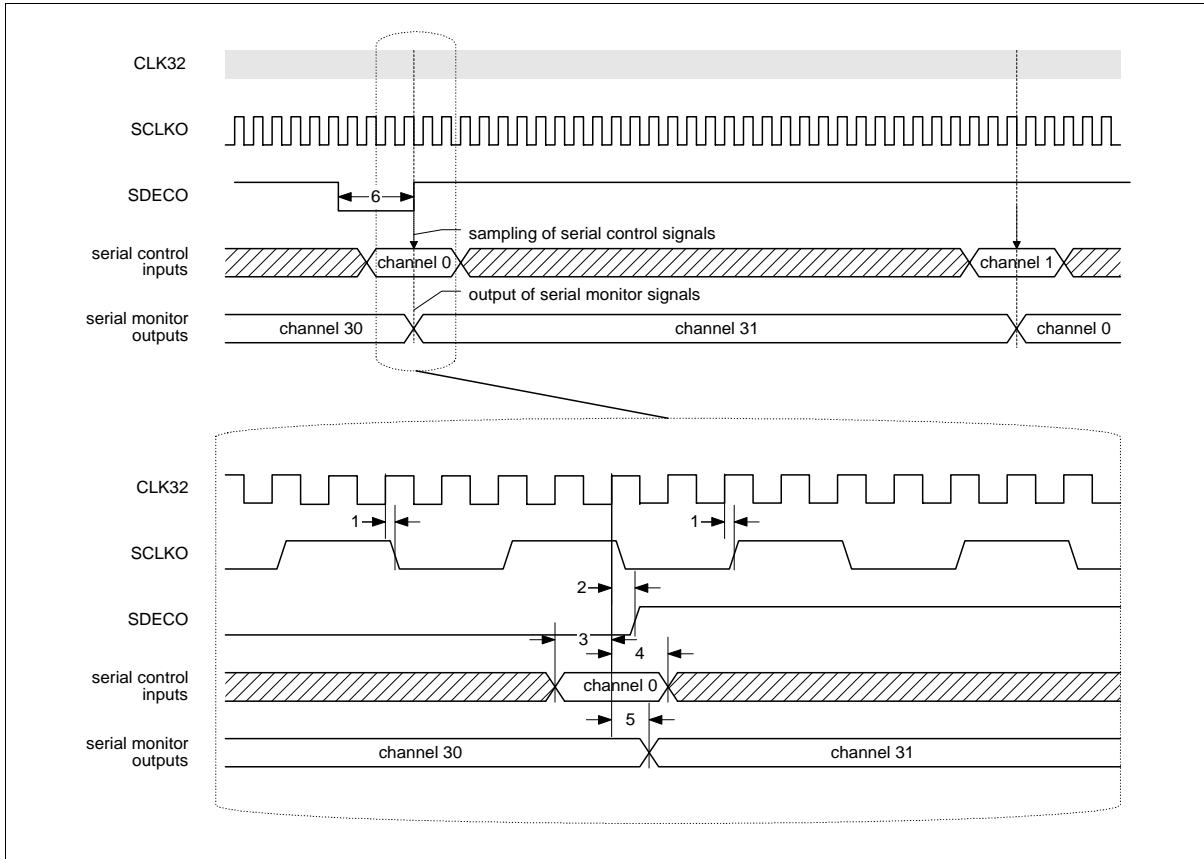 CLK32
SCLKO
SDECO
6
sampling of serial control signals
serial control
inputs
channel 0
channel 1
output of serial monitor signals
serial monitor
outputs
channel 30
channel 31
channel 0
CLK32
1
1
SCLKO
2
SDECO
3
4
serial control
inputs
channel 0
5
serial monitor
outputs
channel 30
channel 31